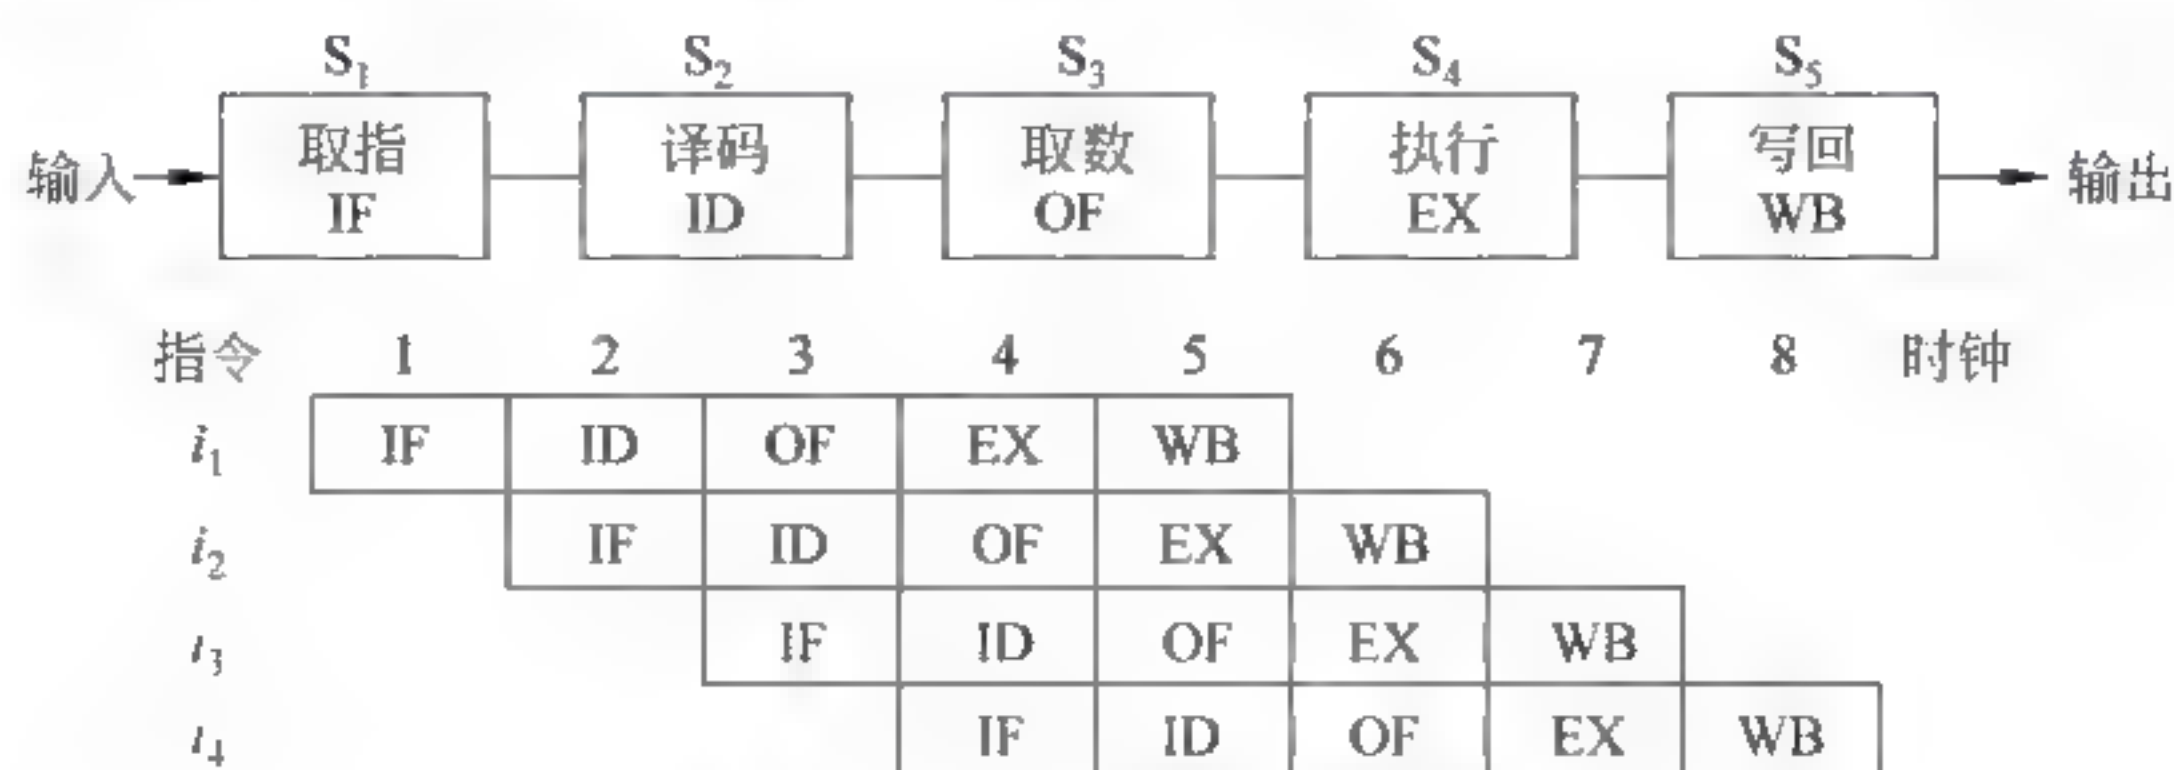 S₁ S₂ S₃ S₄ S₅
输入 取指 译码 取数 执行 写回 输出
IF ID OF EX WB
指令 1 2 3 4 5 6 7 8 时钟
i₁ IF ID OF EX WB
i₂ IF ID OF EX WB
i₃ IF ID OF EX WB
i₄ IF ID OF EX WB